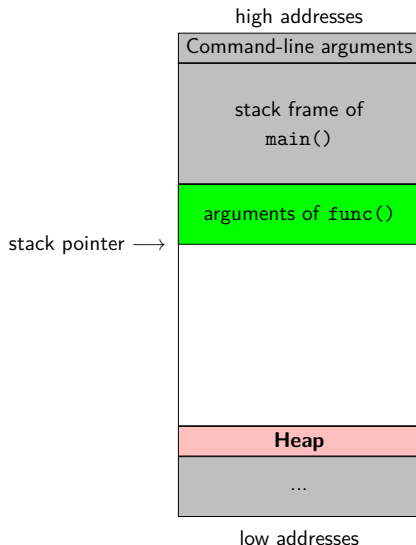 high addresses
Command-line arguments
stack frame of
main()
arguments of func()
stack pointer ⟶
Heap
...
low addresses